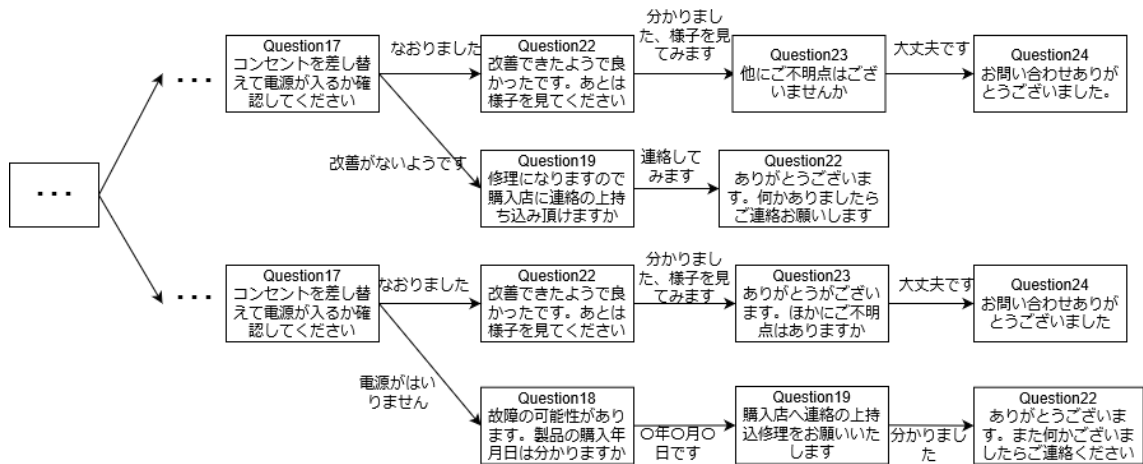 Question17
コンセントを差し替
えて電源が入るか確
認してください
なおりました
Question22
改善できたようで良
かったです。あとは
様子を見てください
分かりまし
た、様子を見
てみます
Question23
他にご不明点はござ
いませんか
大丈夫です
Question24
お問い合わせありが
とうございました。
・・・
改善がないようです
Question19
修理になりますので
購入店に連絡の上持
ち込み頂けますか
連絡して
みます
Question22
ありがとうございま
す。何かありましたら
ご連絡お願いします
・・・
Question17
コンセントを差し替
えて電源が入るか確
認してください
なおりました
Question22
改善できたようで良
かったです。あとは
様子を見てください
分かりまし
た、様子を見
てみます
Question23
ありがとうがござい
ます。ほかにご不明
点はありますか
大丈夫です
Question24
お問い合わせありが
とうございました
・・・
電源がはい
りません
Question18
故障の可能性があり
ます。製品の購入年
月日は分かりますか
〇年〇月〇
日です
Question19
購入店へ連絡の上持
込修理をお願いいた
します
分かりまし
た
Question22
ありがとうございま
す。また何かございま
したらご連絡ください